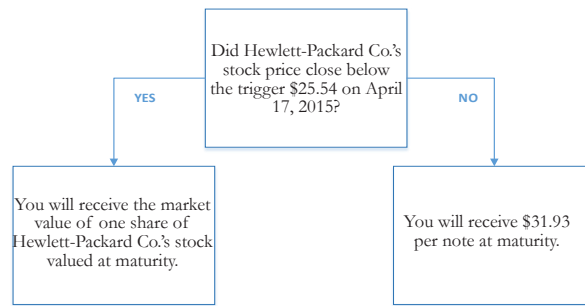 Did Hewlett-Packard Co.'s
stock price close below
the trigger $25.54 on April
17, 2015?
YES
NO
You will receive the market
value of one share of
Hewlett-Packard Co.'s stock
valued at maturity.
You will receive $31.93
per note at maturity.